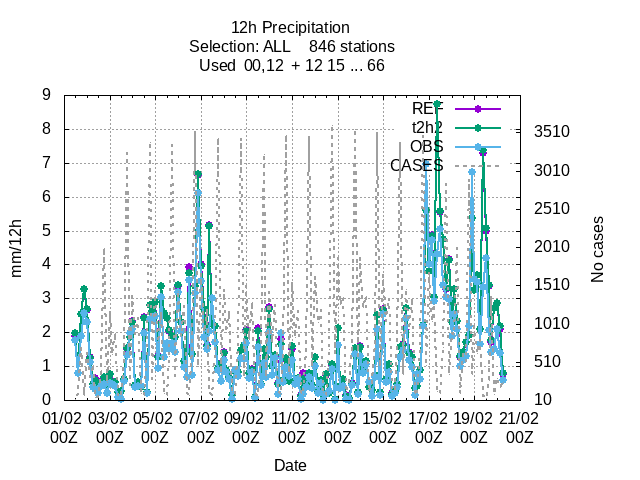 12h Precipitation
Selection: ALL    846 stations
Used  00,12  + 12 15 ... 66
9
8
7
6
5
4
3
2
1
0
mm/12h
REF
t2h2
OBS
CASES
3510
3010
2510
2010
1510
1010
510
10
No cases
01/02 03/02 05/02 07/02 09/02 11/02 13/02 15/02 17/02 19/02 21/02
00Z 00Z 00Z 00Z 00Z 00Z 00Z 00Z 00Z 00Z 00Z
Date